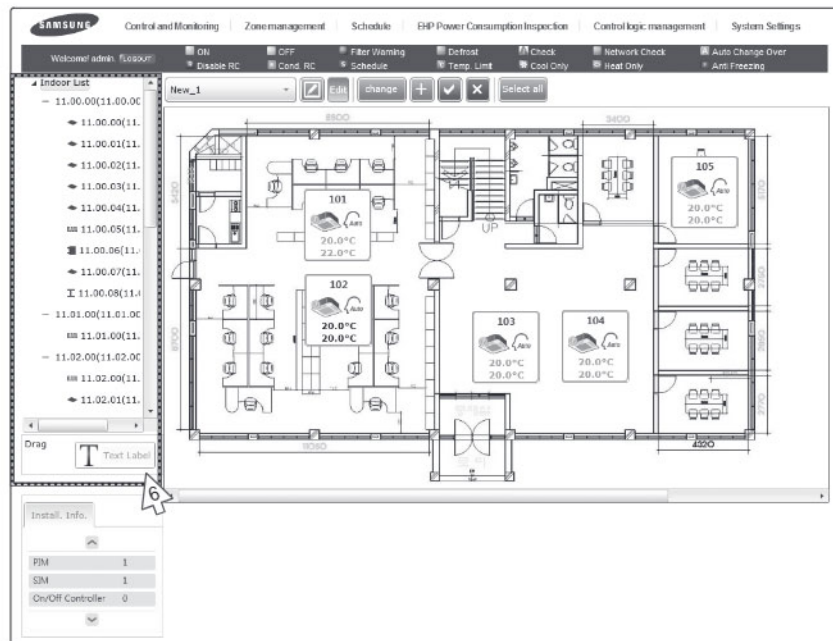 SAMSUNG
Control and Monitoring Zone management Schedule EHP Power Consumption Inspection Control logic management System Settings
Welcome! admin. Logout
ON OFF Filter Warning Defrost Check Network Check Auto Change Over
Disable RC Cond. RC Schedule Temp. Limit Cool Only Heat Only Anti Freezing
Indoor List
11.00.00(11.00.00
11.00.00(11.
11.00.01(11.
11.00.02(11.
11.00.03(11.
11.00.04(11.
11.00.05(11.
11.00.06(11.
11.00.07(11.
11.00.08(11.
11.01.00(11.01.00
11.01.00(11.
11.02.00(11.02.00
11.02.00(11.
11.02.01(11.
Drag
T Text Label
6
New_1 Edit change Select all
5400
101
Auto
20.0°C
22.0°C
102
Auto
20.0°C
20.0°C
UP
103
Auto
20.0°C
20.0°C
104
Auto
20.0°C
20.0°C
105
Auto
20.0°C
20.0°C
2770
4320
Install. Info.
PIM 1
SIM 1
On/Off Controller 0